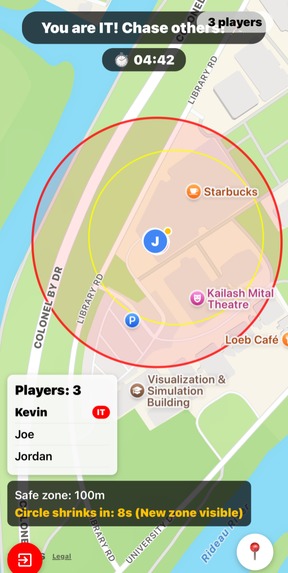 You are IT! Chase others!
3 players
04:42
LIBRARY RD
Starbucks
J
COLONEL BY DR
LIBRARY RD
Kailash Mital
Theatre
P
Loeb Café
Visualization &
Simulation
Building
Players: 3
Kevin IT
Joe
Jordan
Safe zone: 100m
Circle shrinks in: 8s (New zone visible)
Legal
LIBRARY RD
UNIVERSITY
Rideau